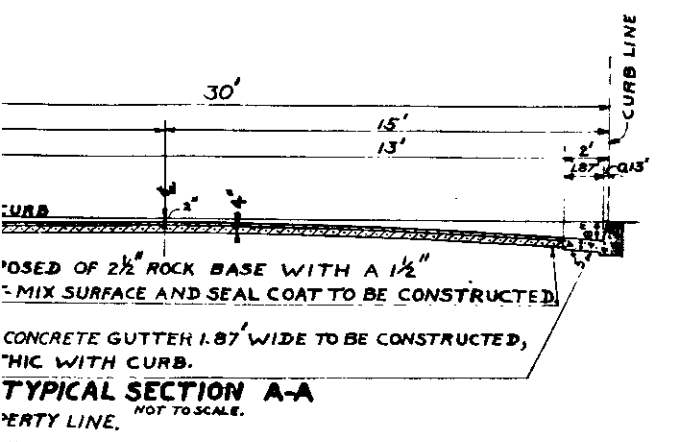 CURB LINE
30'
15'
13'
2'
1.87' 0.13'
2" 4"
CURB
POSED OF 2½" ROCK BASE WITH A 1½"
-MIX SURFACE AND SEAL COAT TO BE CONSTRUCTED
CONCRETE GUTTER 1.87' WIDE TO BE CONSTRUCTED,
THIC WITH CURB.
TYPICAL SECTION A-A
NOT TO SCALE.
PERTY LINE.